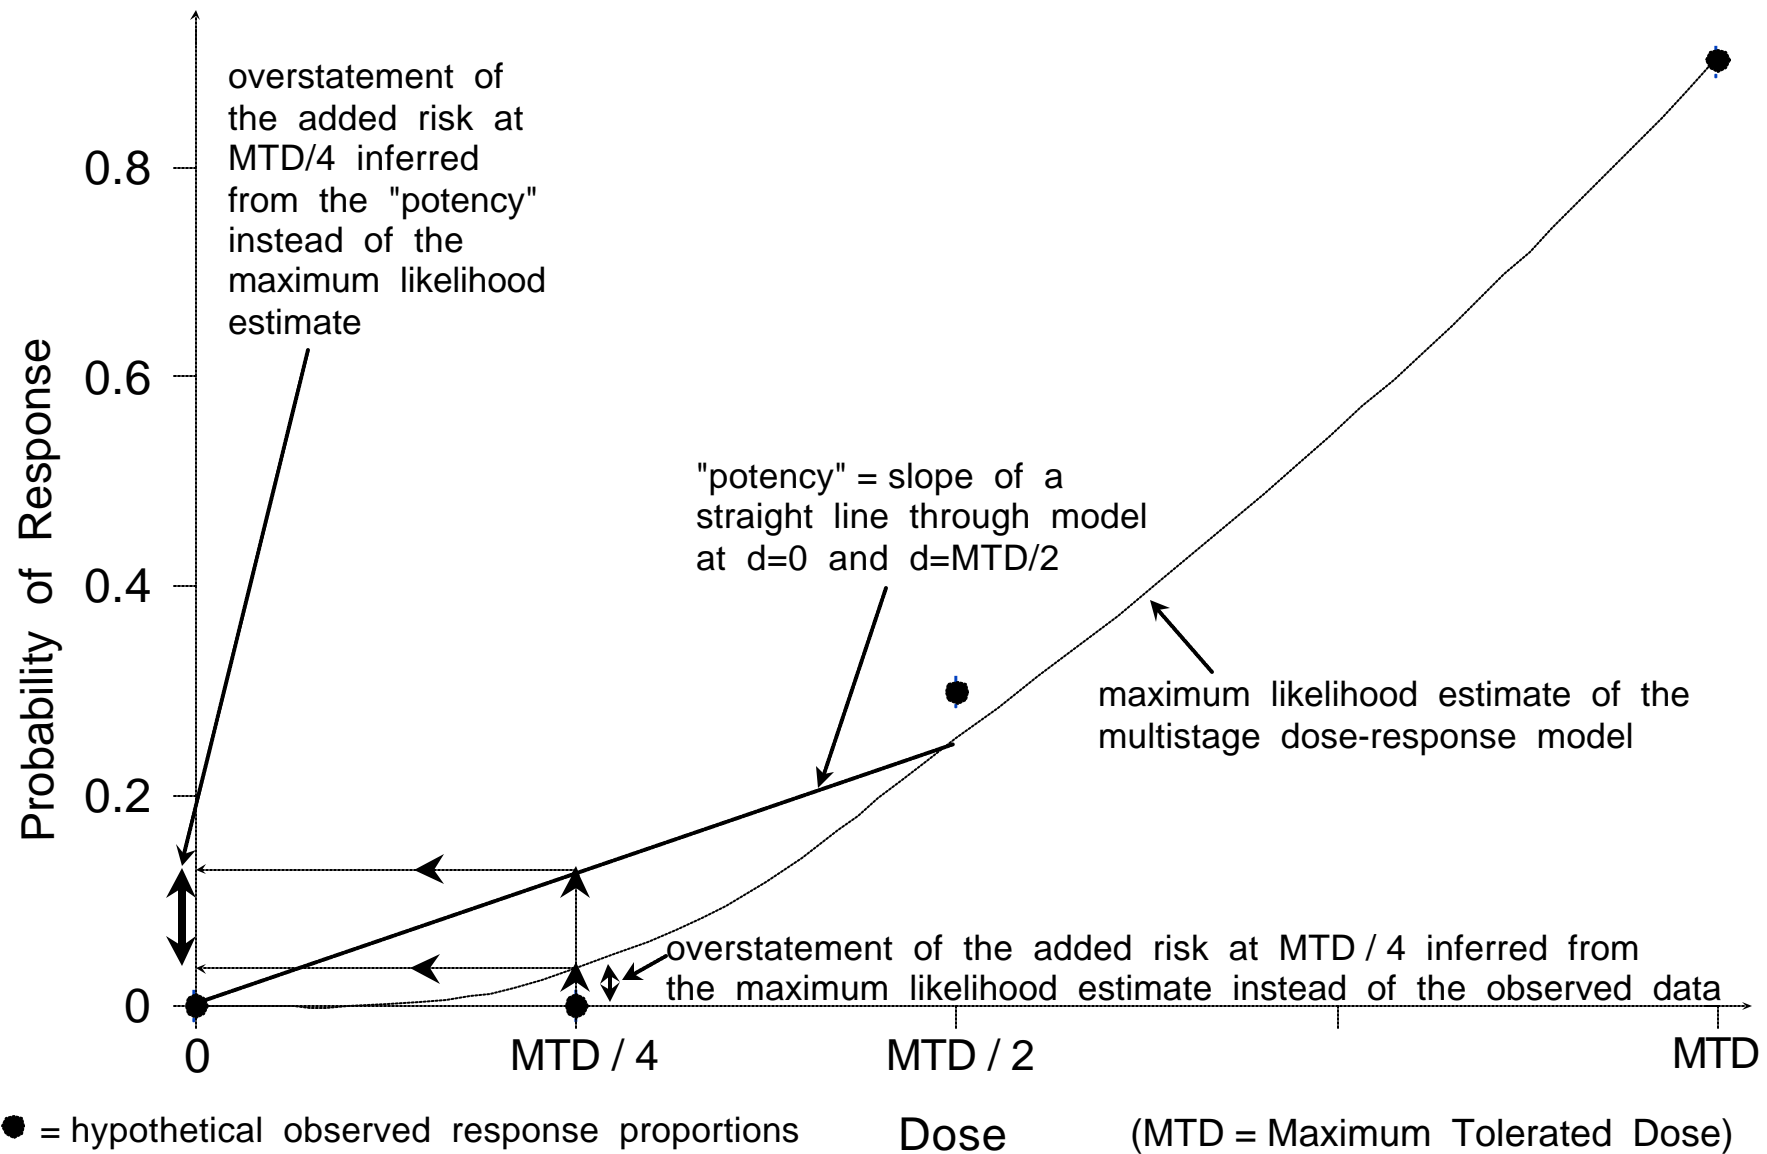 overstatement of
the added risk at
MTD/4 inferred
from the "potency"
instead of the
maximum likelihood
estimate
0.8
0.6
0.4
0.2
0
Probability of Response
"potency" = slope of a
straight line through model
at d=0 and d=MTD/2
maximum likelihood estimate of the
multistage dose-response model
overstatement of the added risk at MTD / 4 inferred from
the maximum likelihood estimate instead of the observed data
0
MTD / 4
MTD / 2
MTD
= hypothetical observed response proportions
Dose
(MTD = Maximum Tolerated Dose)